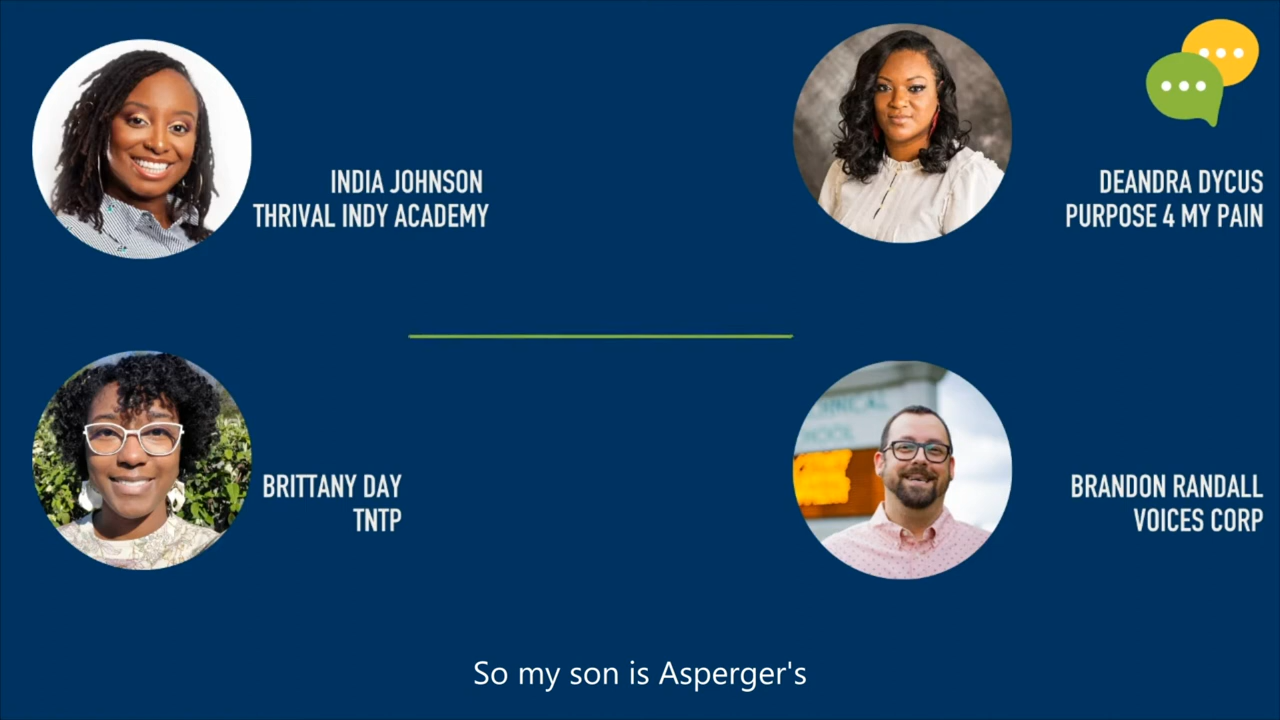 INDIA JOHNSON
THRIVAL INDY ACADEMY
DEANDRA DYCUS
PURPOSE 4 MY PAIN
BRITTANY DAY
TNTP
BRANDON RANDALL
VOICES CORP
So my son is Asperger's